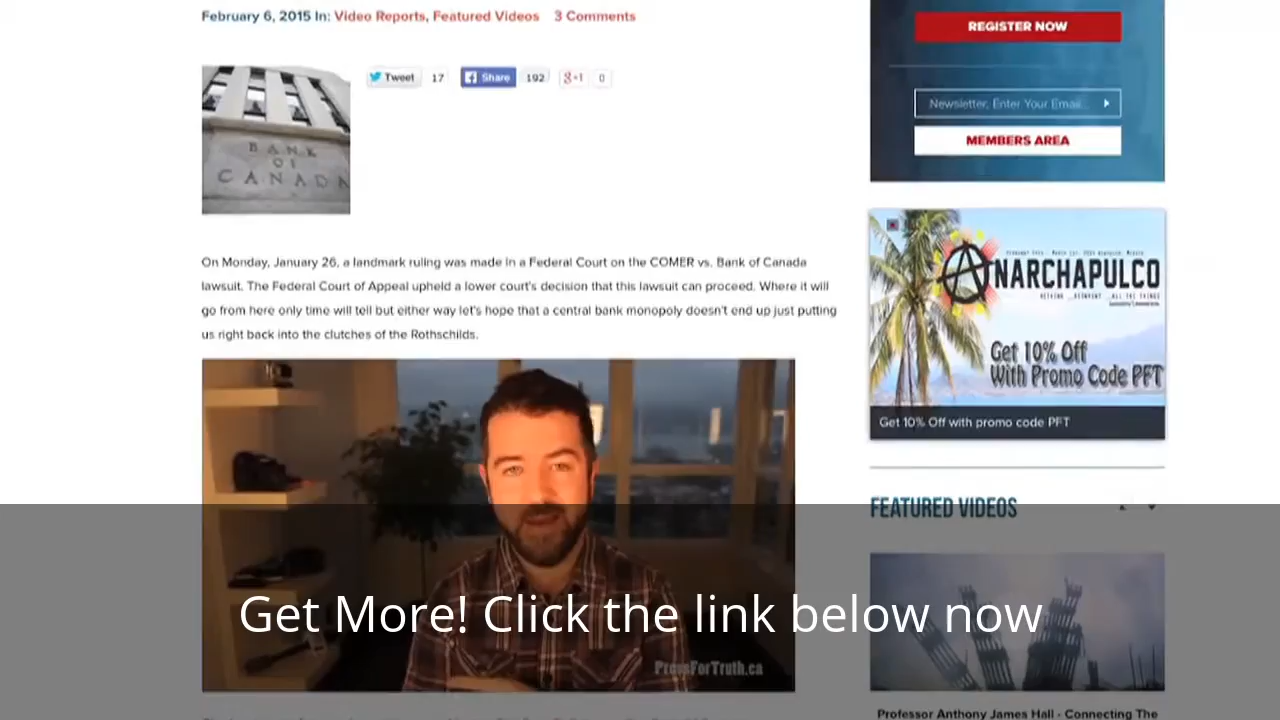 February 6, 2015 In: Video Reports, Featured Videos 3 Comments
Tweet 17 Share 192 g+1 0
BANK
OF
CANADA
On Monday, January 26, a landmark ruling was made in a Federal Court on the COMER vs. Bank of Canada
lawsuit. The Federal Court of Appeal upheld a lower court's decision that this lawsuit can proceed. Where it will
go from here only time will tell but either way let's hope that a central bank monopoly doesn't end up just putting
us right back into the clutches of the Rothschilds.
PressForTruth.ca
REGISTER NOW
Newsletter, Enter Your Email...
MEMBERS AREA
ANARCHAPULCO
Get 10% Off
With Promo Code PFT
Get 10% Off with promo code PFT
FEATURED VIDEOS
Get More! Click the link below now
Professor Anthony James Hall - Connecting The